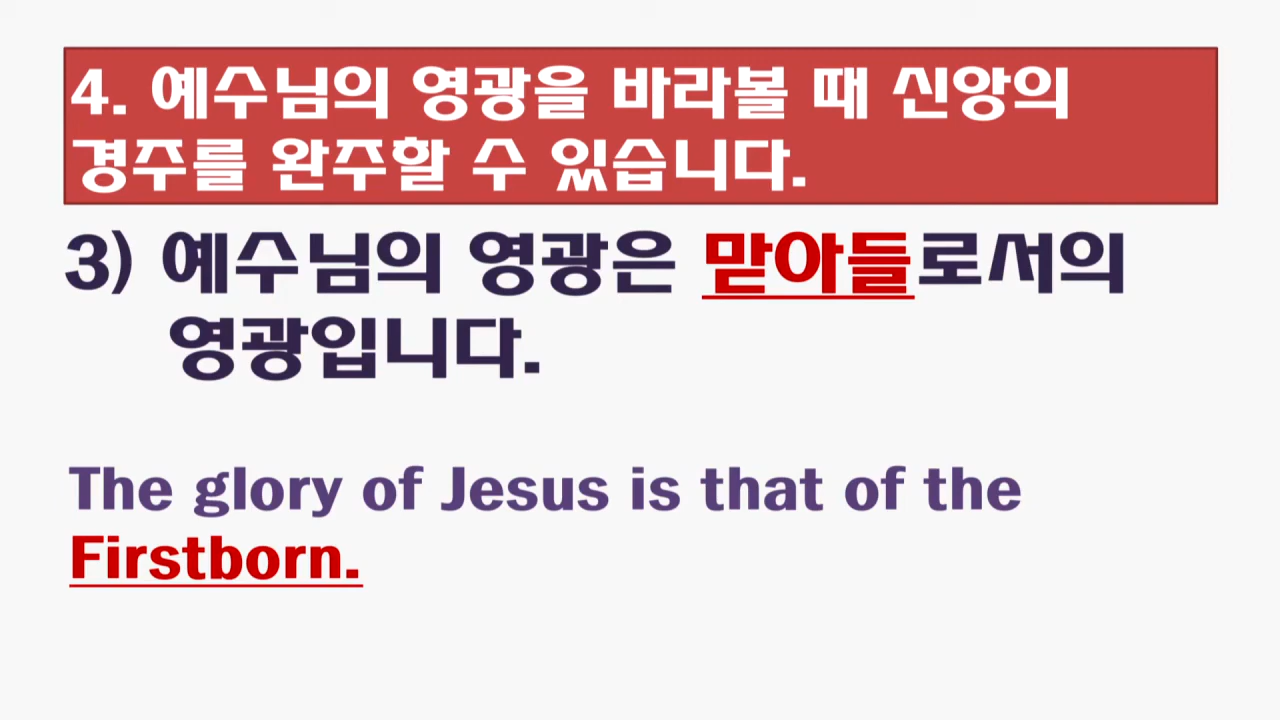 4. 예수님의 영광을 바라볼 때 신앙의
경주를 완주할 수 있습니다.
3) 예수님의 영광은 맏아들로서의
영광입니다.
The glory of Jesus is that of the
Firstborn.